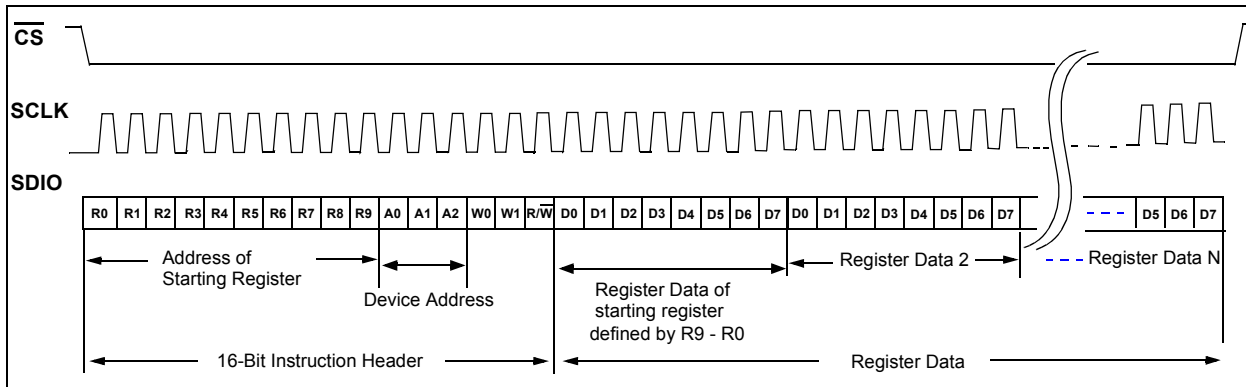 CS
SCLK
SDIO
R0 R1 R2 R3 R4 R5 R6 R7 R8 R9 A0 A1 A2 W0 W1 R/W D0 D1 D2 D3 D4 D5 D6 D7 D0 D1 D2 D3 D4 D5 D6 D7 D5 D6 D7
Address of
Starting Register
Device Address
Register Data of
starting register
defined by R9 - R0
Register Data 2
Register Data N
16-Bit Instruction Header
Register Data